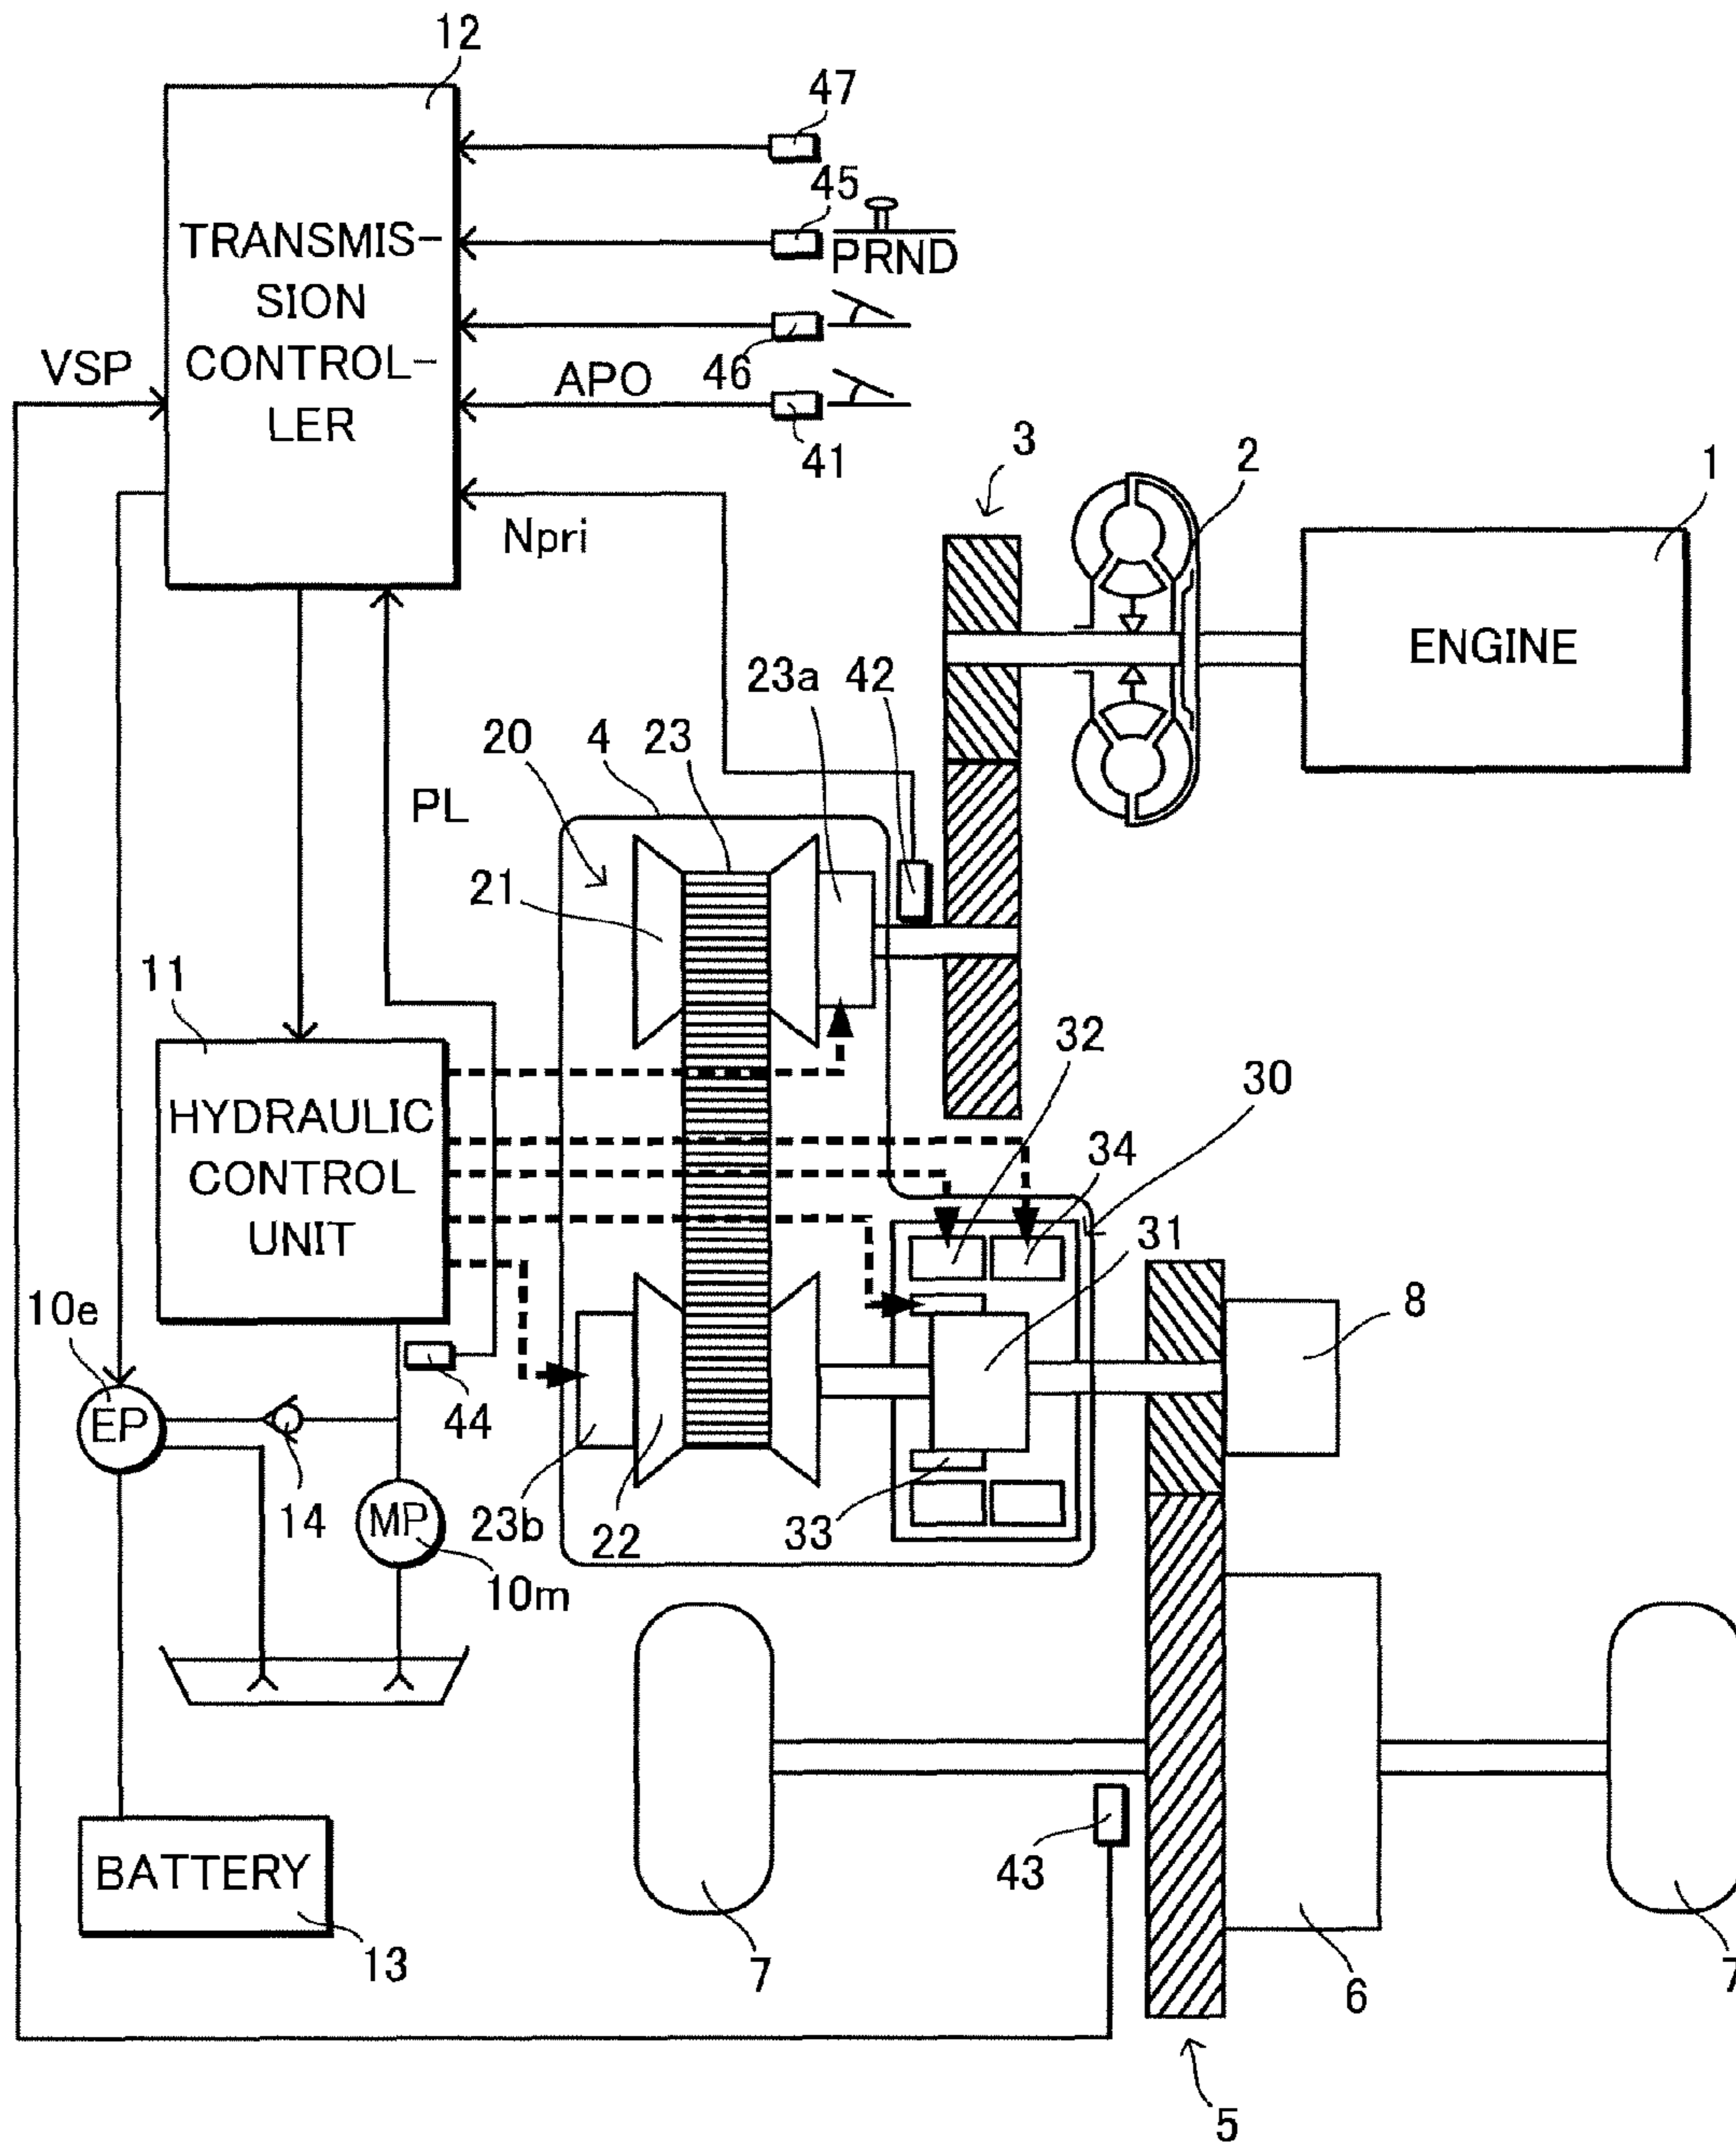 12
47
45
TRANSMIS-
SION
CONTROL-
LER
PRND
VSP
APO
46
41
3
2
1
Npri
ENGINE
23a
42
20
4
23
PL
21
11
32
30
HYDRAULIC
CONTROL
UNIT
34
31
10e
8
EP
44
14
MP
23b
22
33
10m
BATTERY
43
13
7
6
7
5